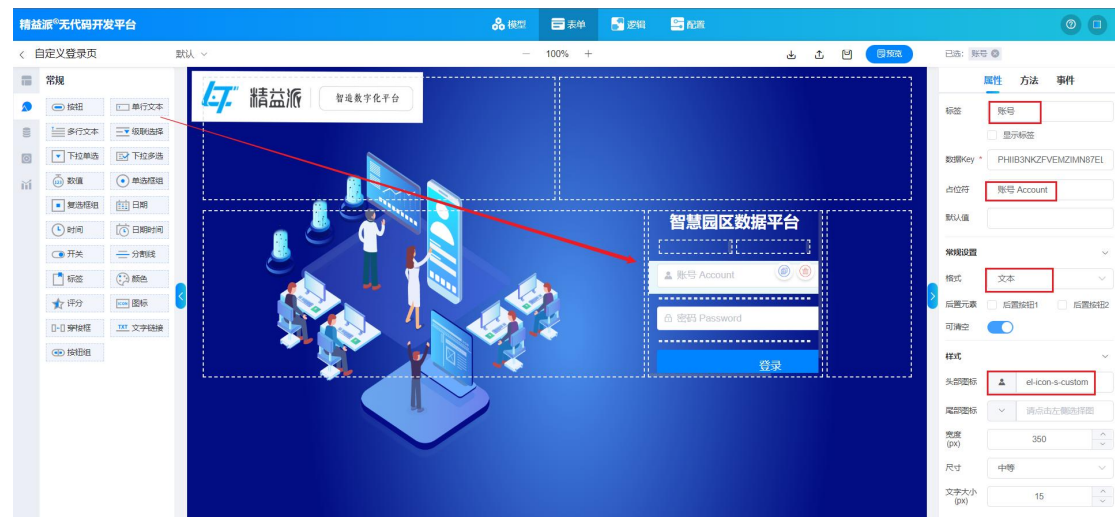 精益派®无代码开发平台
模型 表单 逻辑 配置
自定义登录页
默认
100%
预览
已选: 账号
常规
按钮 单行文本
多行文本 级联选择
下拉单选 下拉多选
数值 单选框组
复选框组 日期
时间 日期时间
开关 分割线
标签 颜色
评分 图标
穿梭框 文字链接
按钮组
精益派
智造数字化平台
智慧园区数据平台
账号 Account
密码 Password
登录
属性 方法 事件
标签 账号
显示标签
数据Key * PHIIB3NKZFVEMZIMN87EL
占位符 账号 Account
默认值
常规设置
格式 文本
后置元素 后置按钮1 后置按钮2
可清空
样式
头部图标 el-icon-s-custom
尾部图标 请点击左侧选择图
宽度
(px) 350
尺寸 中等
文字大小
(px) 15